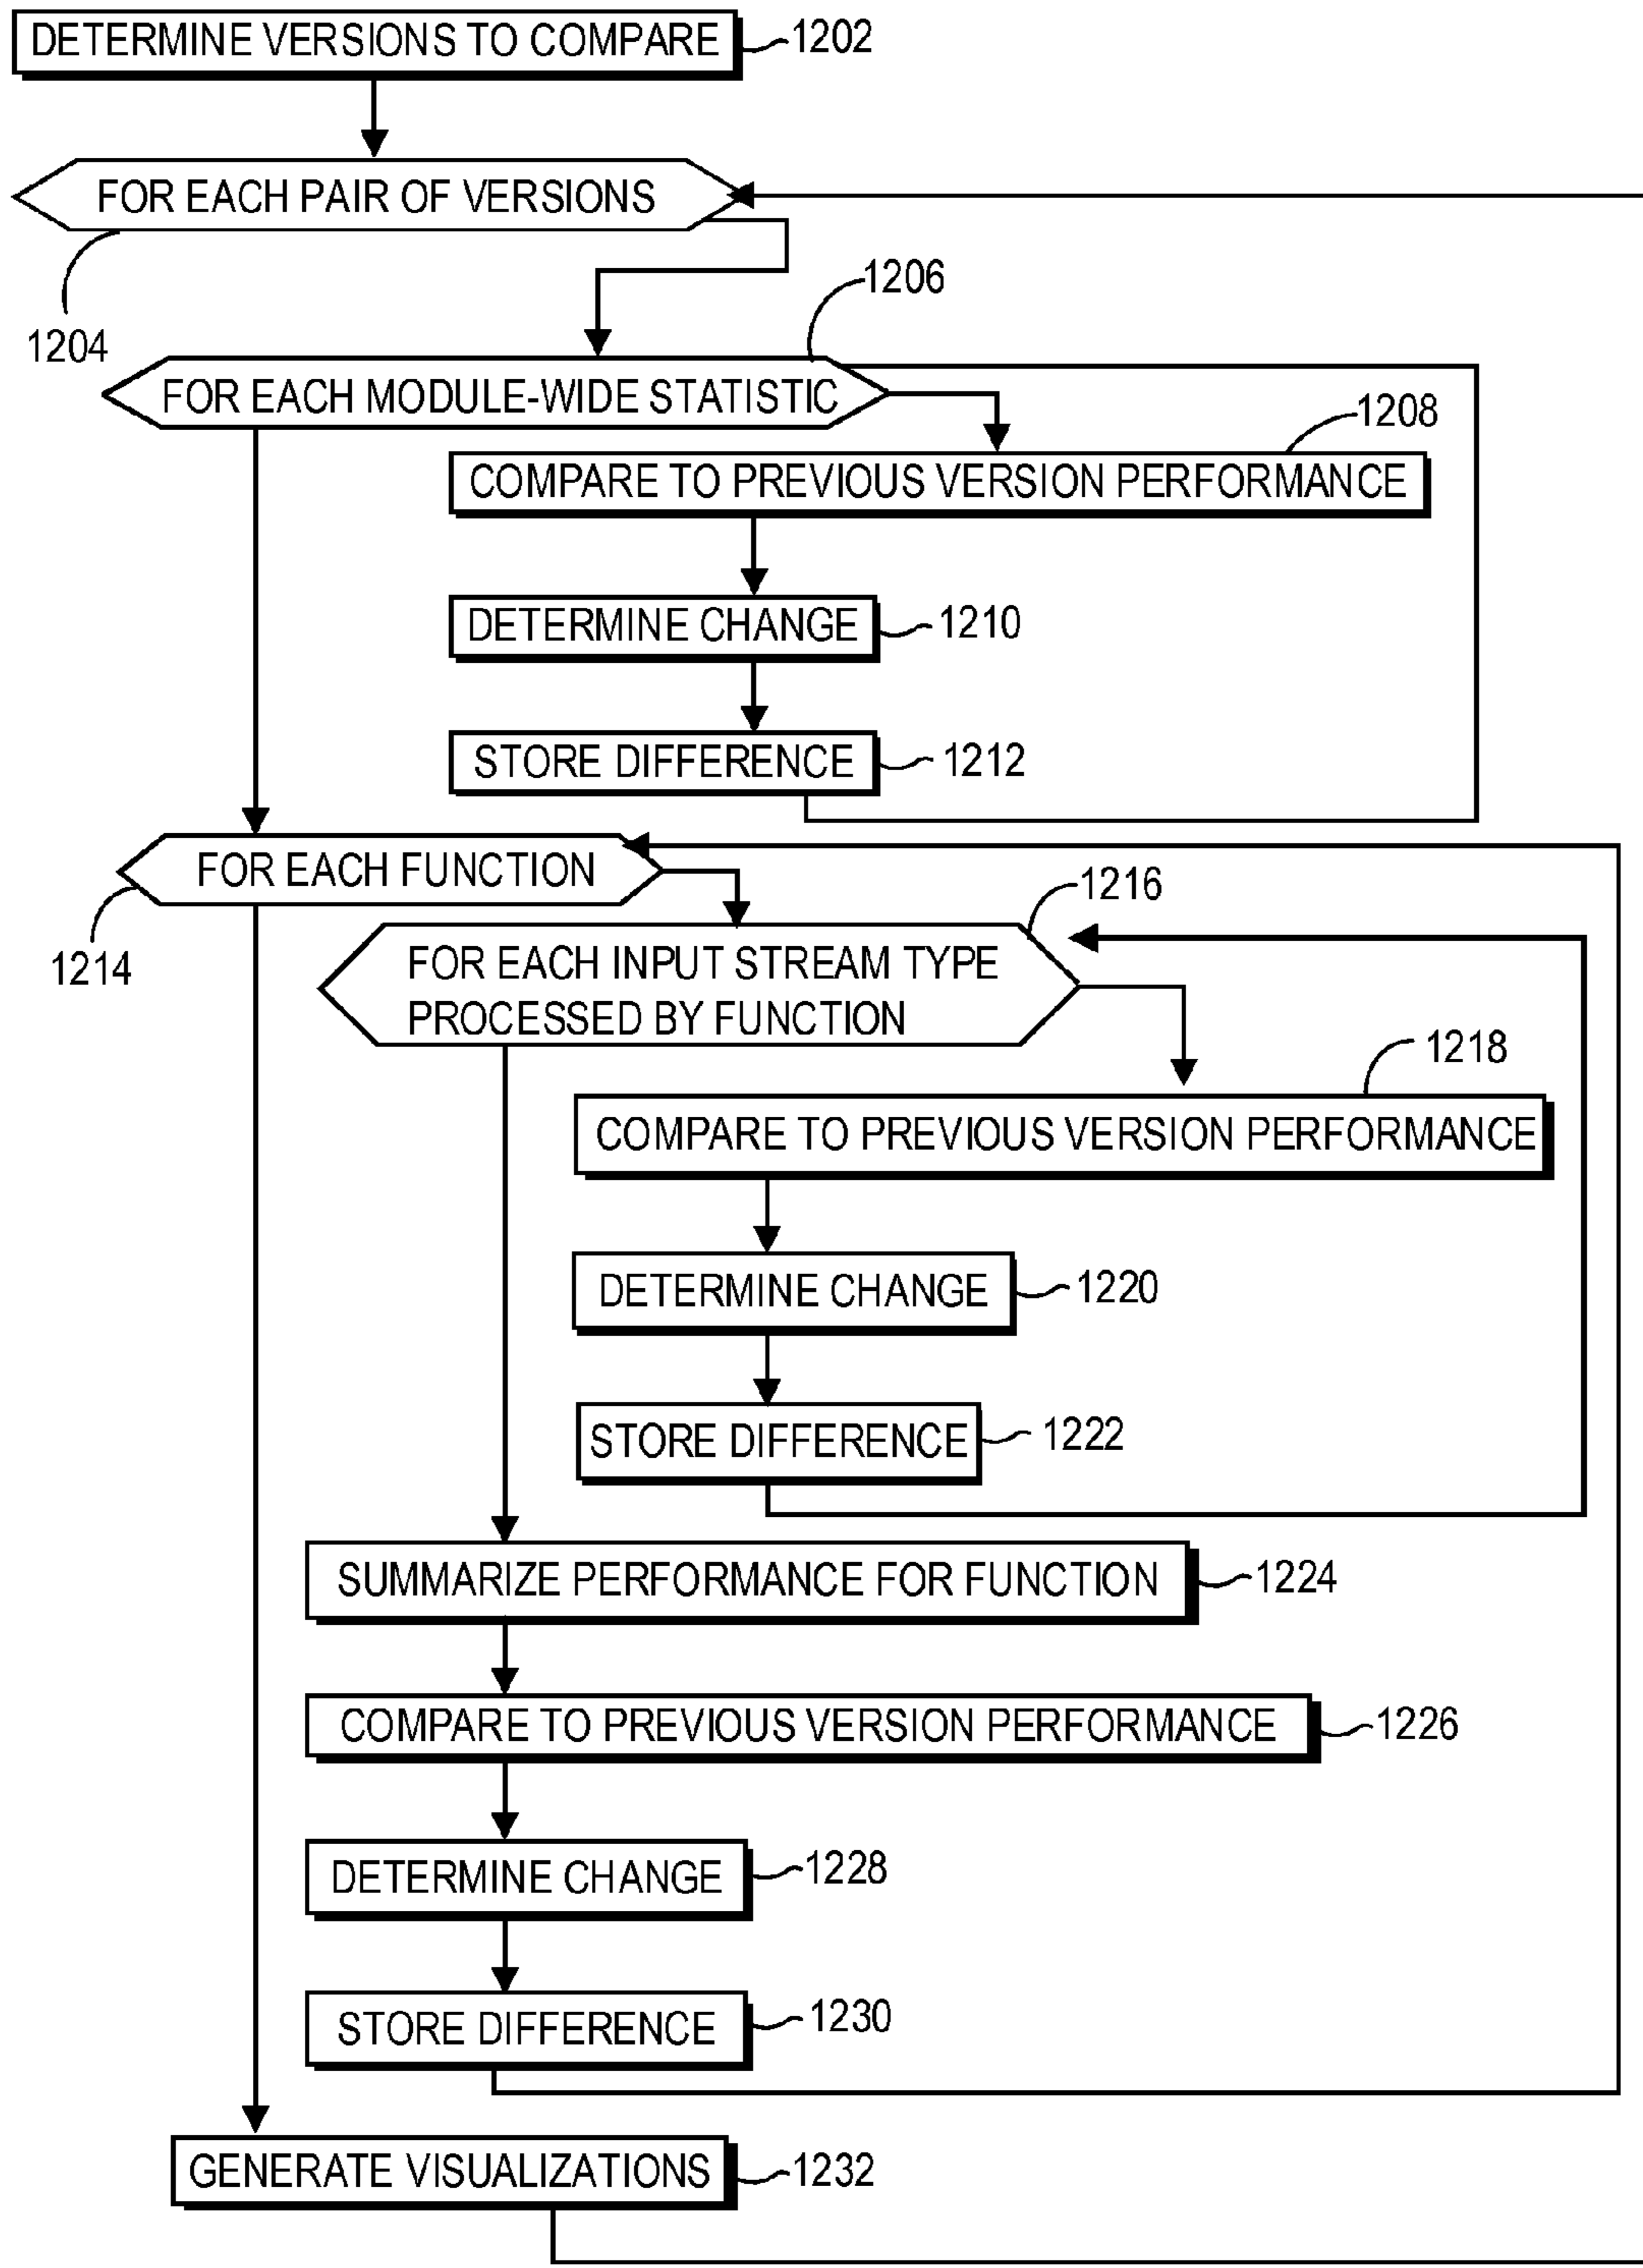 DETERMINE VERSIONS TO COMPARE
1202
FOR EACH PAIR OF VERSIONS
1204
1206
FOR EACH MODULE-WIDE STATISTIC
1208
COMPARE TO PREVIOUS VERSION PERFORMANCE
DETERMINE CHANGE
1210
STORE DIFFERENCE
1212
FOR EACH FUNCTION
1214
1216
FOR EACH INPUT STREAM TYPE
PROCESSED BY FUNCTION
1218
COMPARE TO PREVIOUS VERSION PERFORMANCE
DETERMINE CHANGE
1220
STORE DIFFERENCE
1222
SUMMARIZE PERFORMANCE FOR FUNCTION
1224
COMPARE TO PREVIOUS VERSION PERFORMANCE
1226
DETERMINE CHANGE
1228
STORE DIFFERENCE
1230
GENERATE VISUALIZATIONS
1232